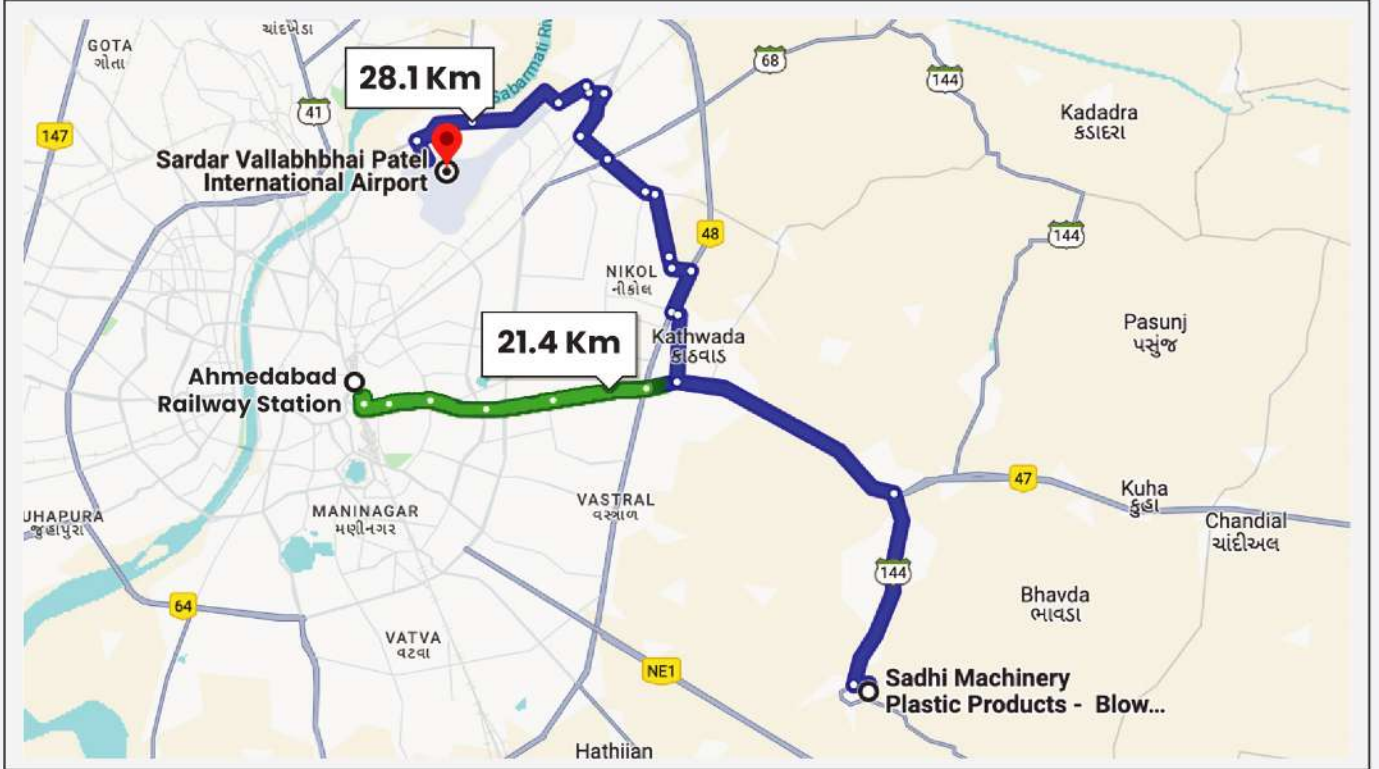 ચાંદખેડા
GOTA
ગોતા
28.1 Km
Sabarmati Ri
68
144
41
Kadadra
કડાદરા
147
Sardar Vallabhbhai Patel
International Airport
48
144
NIKOL
નીકોલ
Pasunj
પસુંજ
21.4 Km
Kathwada
કાઠવાડ
Ahmedabad
Railway Station
47
Kuha
કુહા
VASTRAL
વસ્ત્રાલ
MANINAGAR
મણીનગર
UHAPURA
જુહાપુરા
Chandial
ચાંદીઅલ
144
Bhavda
ભાવડા
64
VATVA
વટવા
NE1
Sadhi Machinery
Plastic Products - Blow...
Hathijan